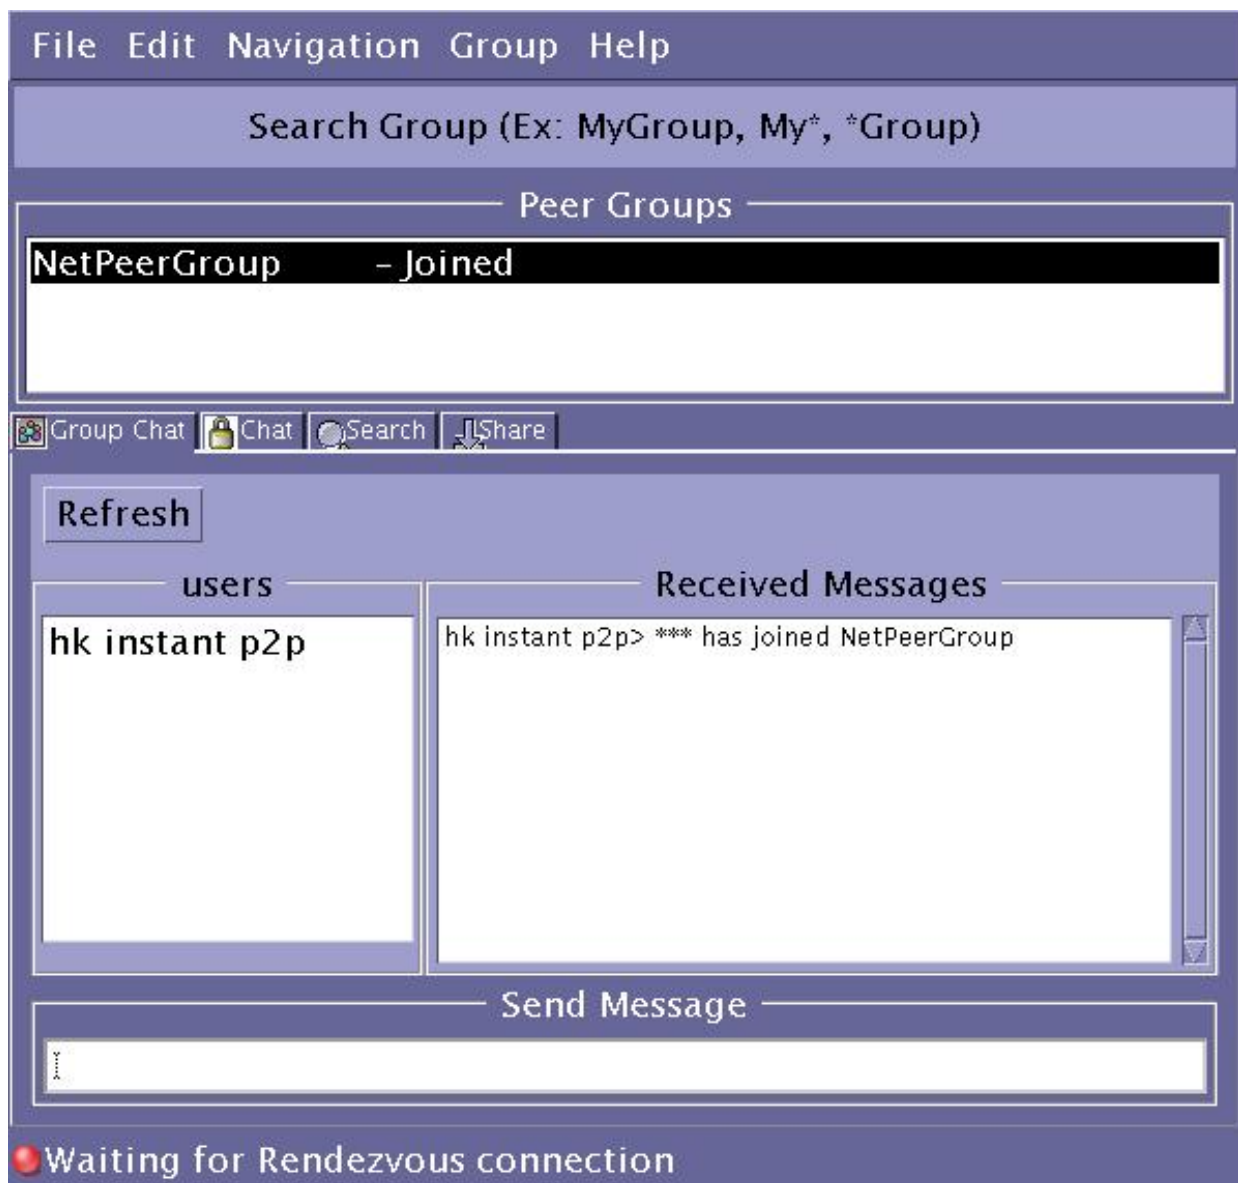 File Edit Navigation Group Help
Search Group (Ex: MyGroup, My*, *Group)
Peer Groups
NetPeerGroup – Joined
Group Chat Chat Search Share
Refresh
users
Received Messages
hk instant p2p
hk instant p2p> *** has joined NetPeerGroup
Send Message
Waiting for Rendezvous connection